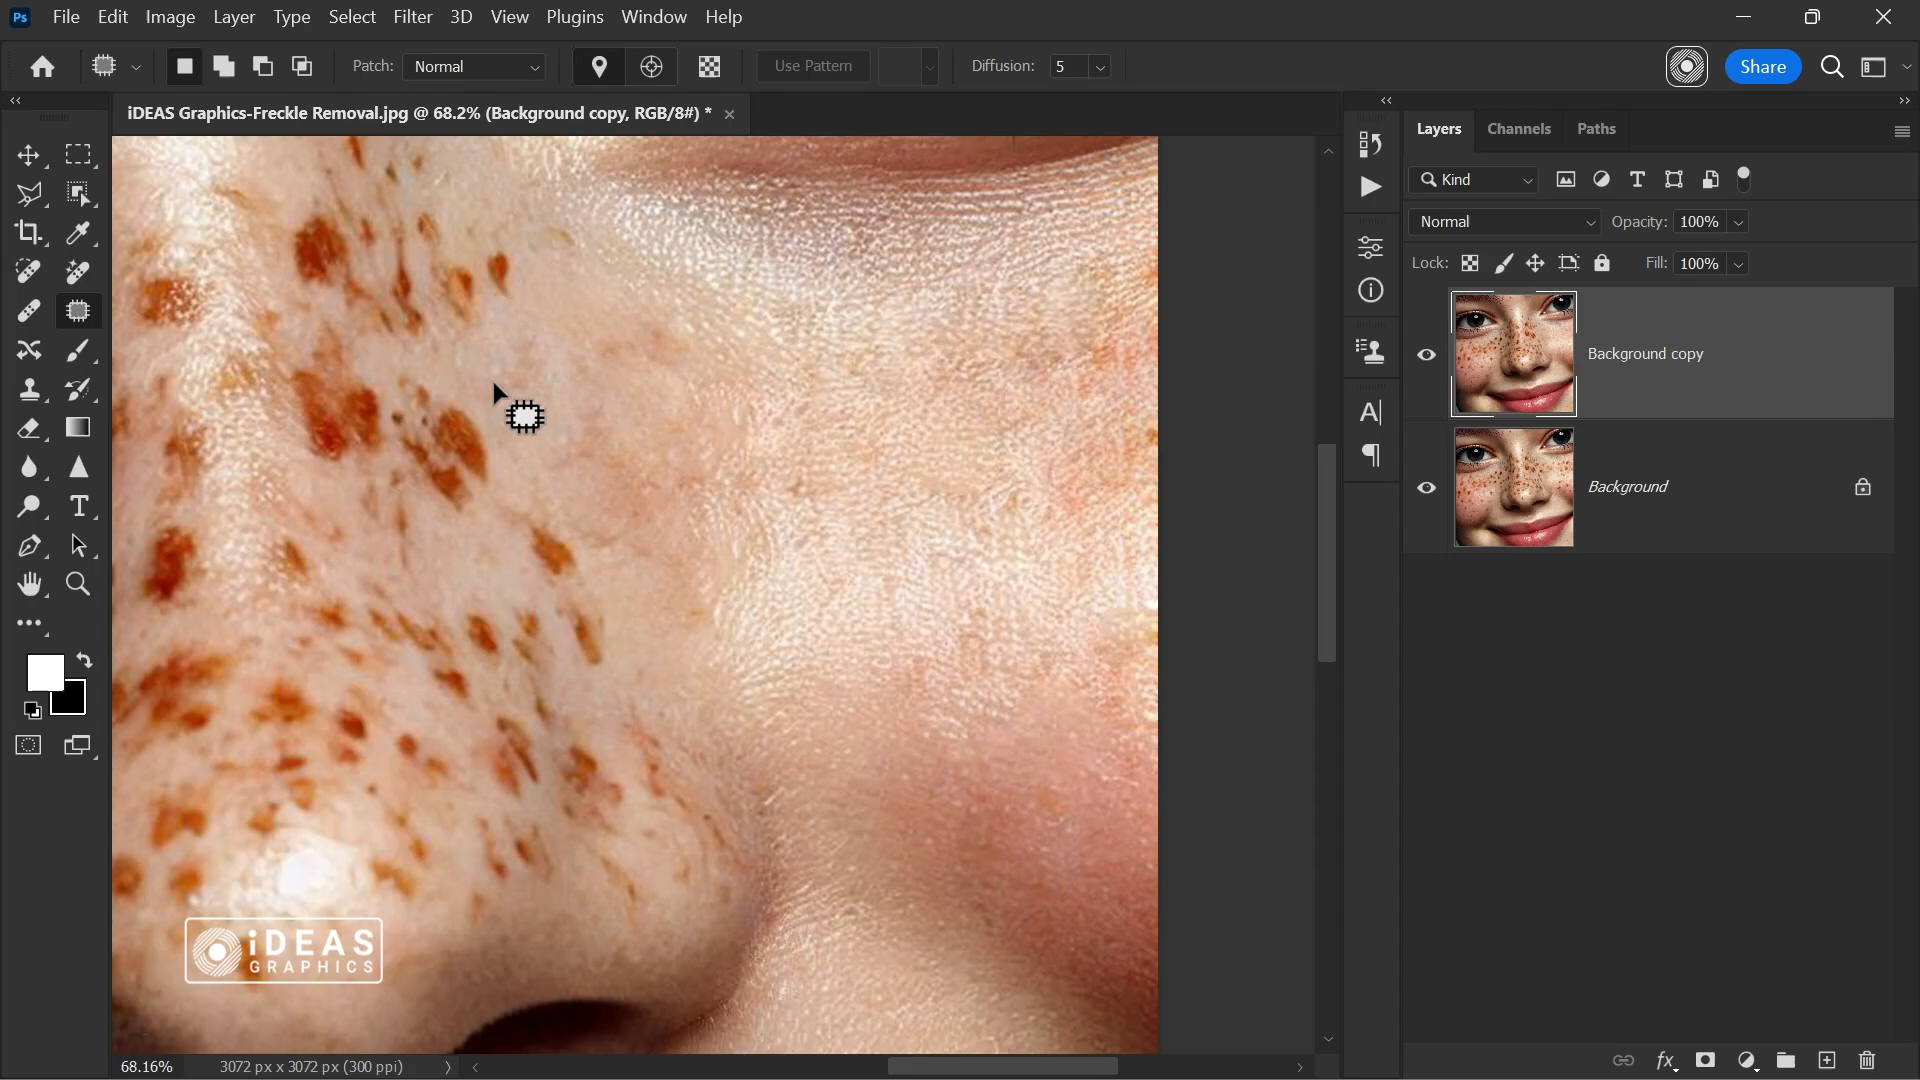 Ps File Edit Image Layer Type Select Filter 3D View Plugins Window Help
Patch: Normal Use Pattern Diffusion: 5 Share
iDEAS Graphics-Freckle Removal.jpg @ 68.2% (Background copy, RGB/8#) *
Layers Channels Paths
Kind
Normal Opacity: 100%
Lock: Fill: 100%
Background copy
Background
iDEAS
GRAPHICS
68.16% 3072 px x 3072 px (300 ppi)